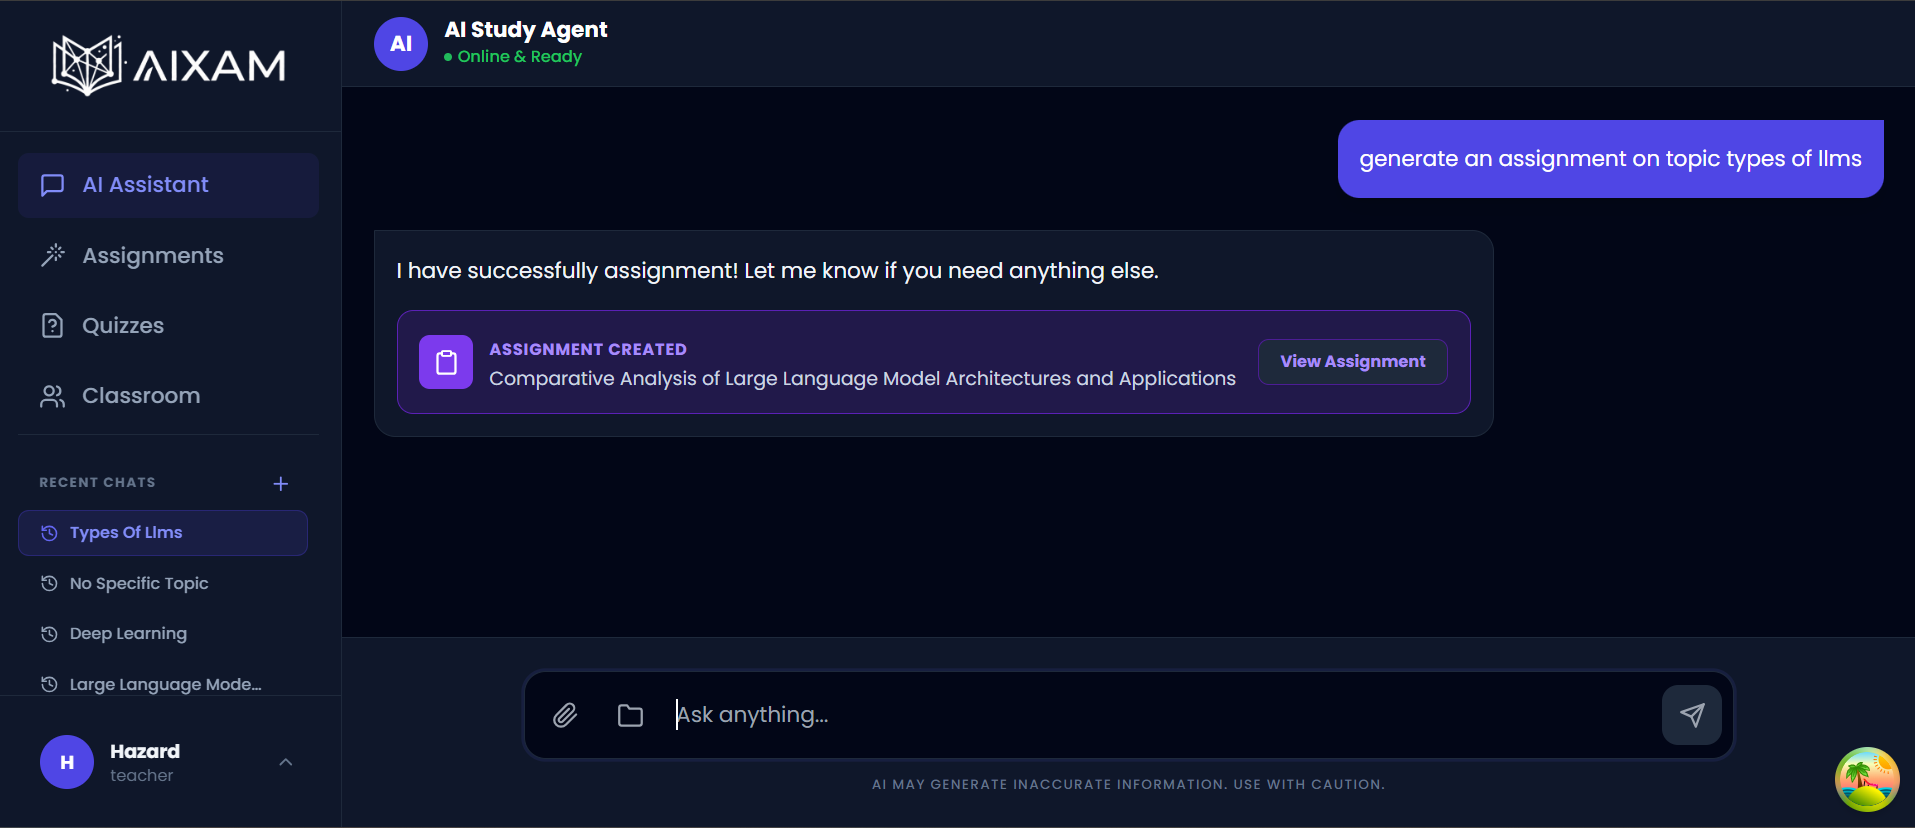 AIXAM
AI Assistant
Assignments
Quizzes
Classroom
RECENT CHATS
Types Of Llms
No Specific Topic
Deep Learning
Large Language Mode...
H
Hazard
teacher
AI
AI Study Agent
Online & Ready
generate an assignment on topic types of llms
I have successfully assignment! Let me know if you need anything else.
ASSIGNMENT CREATED
Comparative Analysis of Large Language Model Architectures and Applications
View Assignment
Ask anything...
AI MAY GENERATE INACCURATE INFORMATION. USE WITH CAUTION.